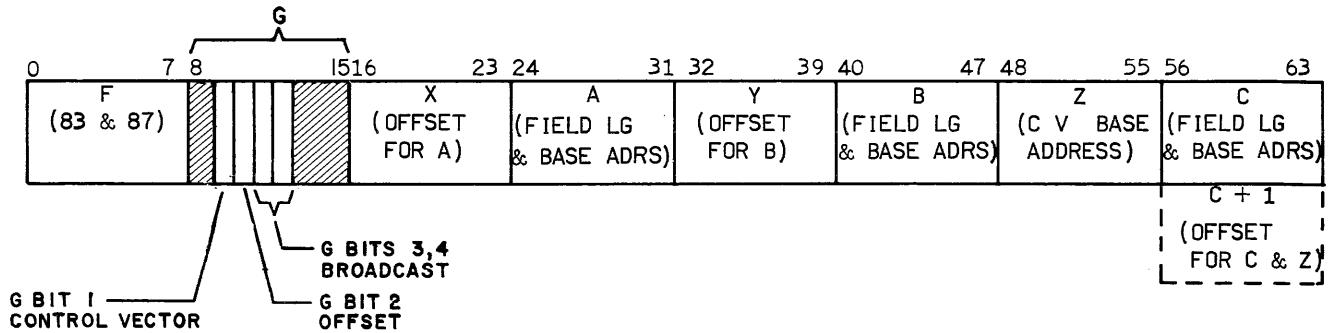 G
0 7 8 15 16 23 24 31 32 39 40 47 48 55 56 63
F X A Y B Z C
(83 & 87) (OFFSET (FIELD LG (OFFSET (FIELD LG (C V BASE (FIELD LG
FOR A) & BASE ADRS) FOR B) & BASE ADRS) ADDRESS) & BASE ADRS)
C + 1
(OFFSET
FOR C & Z)
G BITS 3,4
BROADCAST
G BIT 1
CONTROL VECTOR
G BIT 2
OFFSET